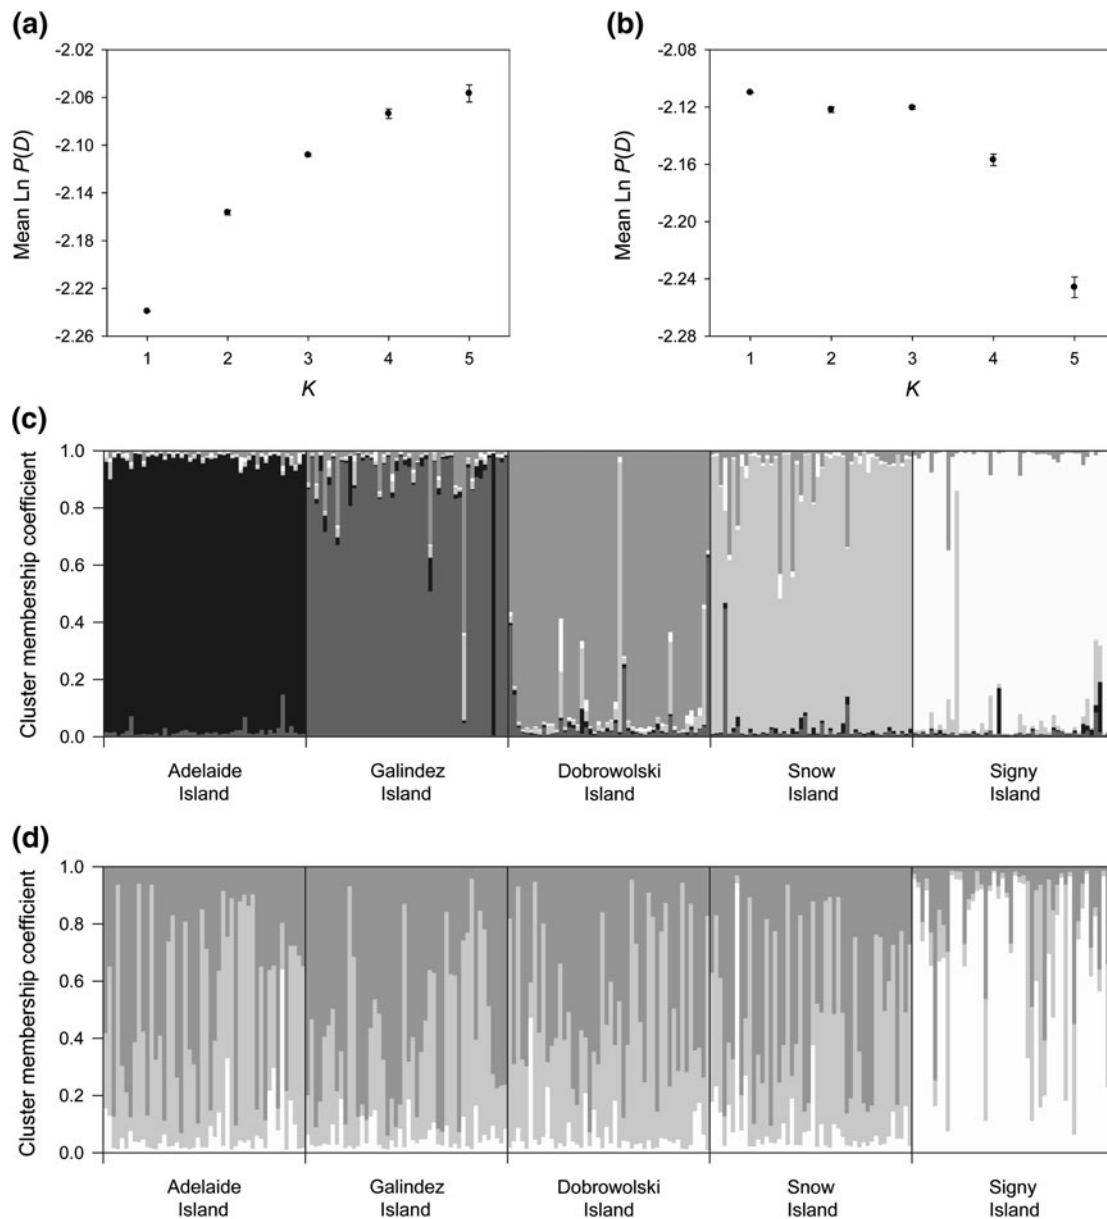 (a)
-2.02
-2.06
-2.10
-2.14
-2.18
-2.22
-2.26
Mean Ln P(D)
1 2 3 4 5
K
(b)
-2.08
-2.12
-2.16
-2.20
-2.24
-2.28
Mean Ln P(D)
1 2 3 4 5
K
(c)
1.0
0.8
0.6
0.4
0.2
0.0
Cluster membership coefficient
Adelaide Galindez Dobrowolski Snow Signy
Island Island Island Island Island
(d)
1.0
0.8
0.6
0.4
0.2
0.0
Cluster membership coefficient
Adelaide Galindez Dobrowolski Snow Signy
Island Island Island Island Island